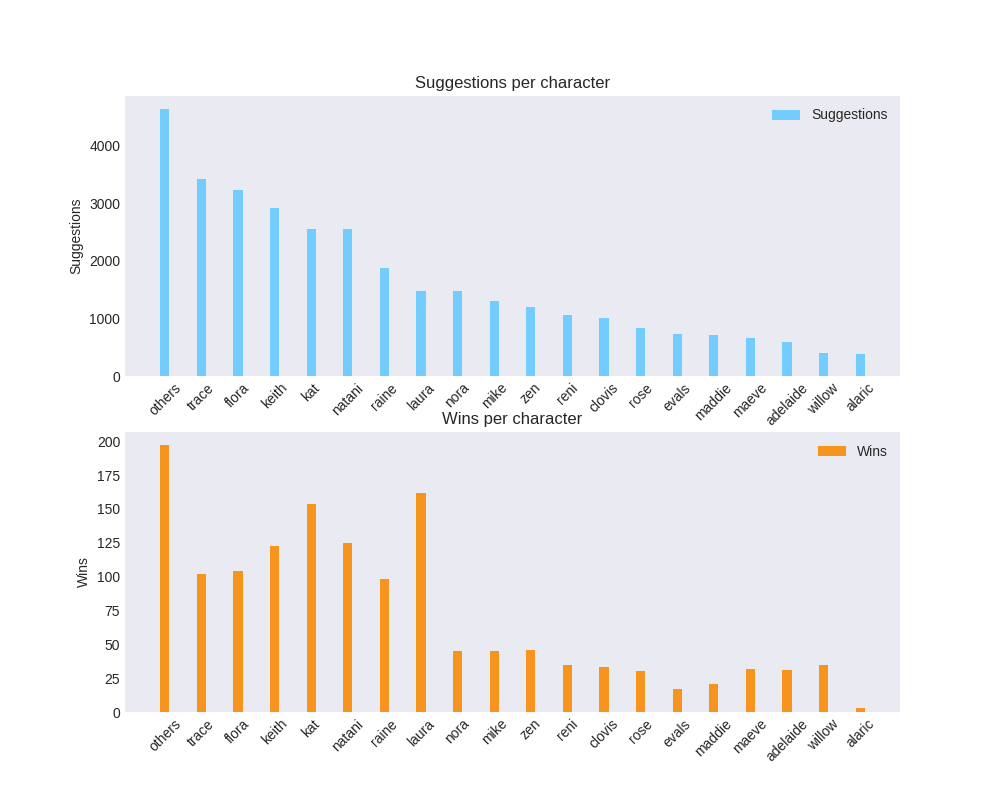 Suggestions per character
Suggestions
Suggestions
4000
3000
2000
1000
0
others trace flora keith kat natani raine laura nora mike zen reni clovis rose evals maddie maeve adelaide willow alaric
Wins per character
Wins
Wins
200
175
150
125
100
75
50
25
0
others trace flora keith kat natani raine laura nora mike zen reni clovis rose evals maddie maeve adelaide willow alaric